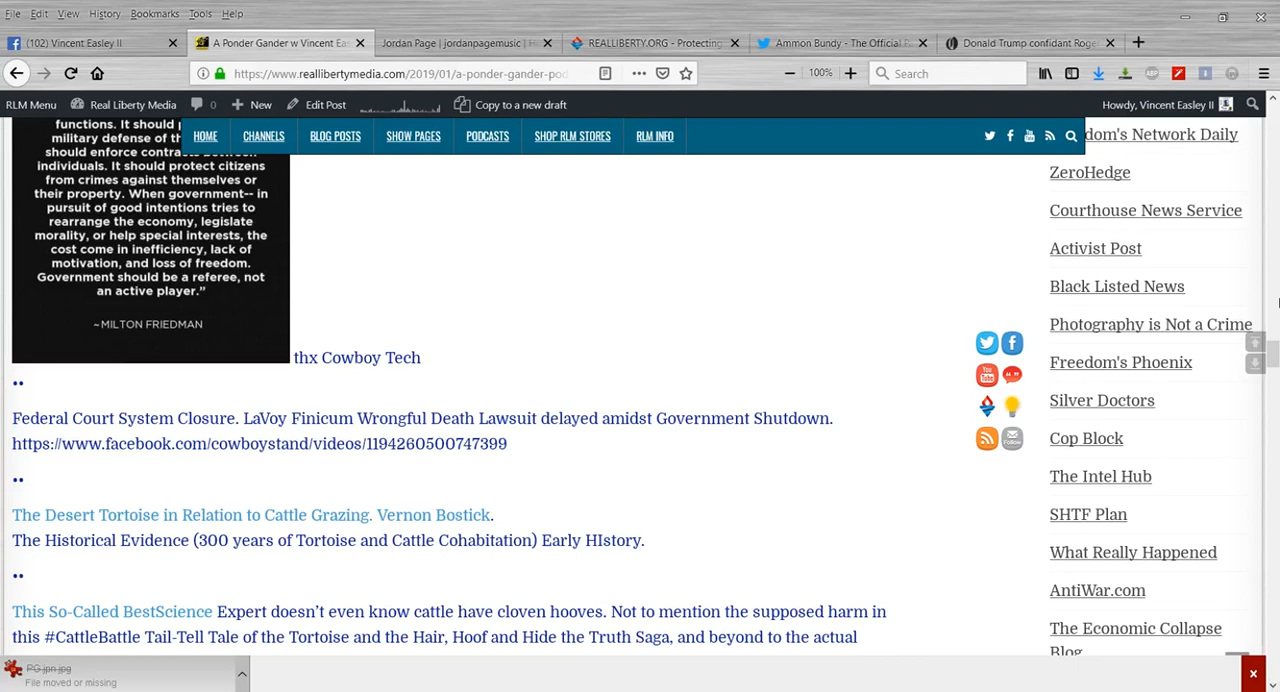 File Edit View History Bookmarks Tools Help
(102) Vincent Easley II
A Ponder Gander w Vincent Ea
Jordan Page | jordanpagemusic | H
REALLIBERTY.ORG - Protecting
Ammon Bundy - The Official Pa
Donald Trump confidant Roge
https://www.reallibertymedia.com/2019/01/a-ponder-gander-pod
100%
Search
RLM Menu Real Liberty Media 0 New Edit Post Copy to a new draft Howdy, Vincent Easley II
HOME CHANNELS BLOG POSTS SHOW PAGES PODCASTS SHOP RLM STORES RLM INFO
functions. It should p
military defense of th
should enforce contracts between
individuals. It should protect citizens
from crimes against themselves or
their property. When government-- in
pursuit of good intentions tries to
rearrange the economy, legislate
morality, or help special interests, the
cost come in inefficiency, lack of
motivation, and loss of freedom.
Government should be a referee, not
an active player.”
~MILTON FRIEDMAN
thx Cowboy Tech
••
Federal Court System Closure. LaVoy Finicum Wrongful Death Lawsuit delayed amidst Government Shutdown.
https://www.facebook.com/cowboystand/videos/1194260500747399
••
The Desert Tortoise in Relation to Cattle Grazing. Vernon Bostick.
The Historical Evidence (300 years of Tortoise and Cattle Cohabitation) Early HIstory.
••
This So-Called BestScience Expert doesn’t even know cattle have cloven hooves. Not to mention the supposed harm in
this #CattleBattle Tail-Tell Tale of the Tortoise and the Hair, Hoof and Hide the Truth Saga, and beyond to the actual
You Tube
Follow
dom's Network Daily
ZeroHedge
Courthouse News Service
Activist Post
Black Listed News
Photography is Not a Crime
Freedom's Phoenix
Silver Doctors
Cop Block
The Intel Hub
SHTF Plan
What Really Happened
AntiWar.com
The Economic Collapse
Blog
PG.jpn.jpg
File moved or missing